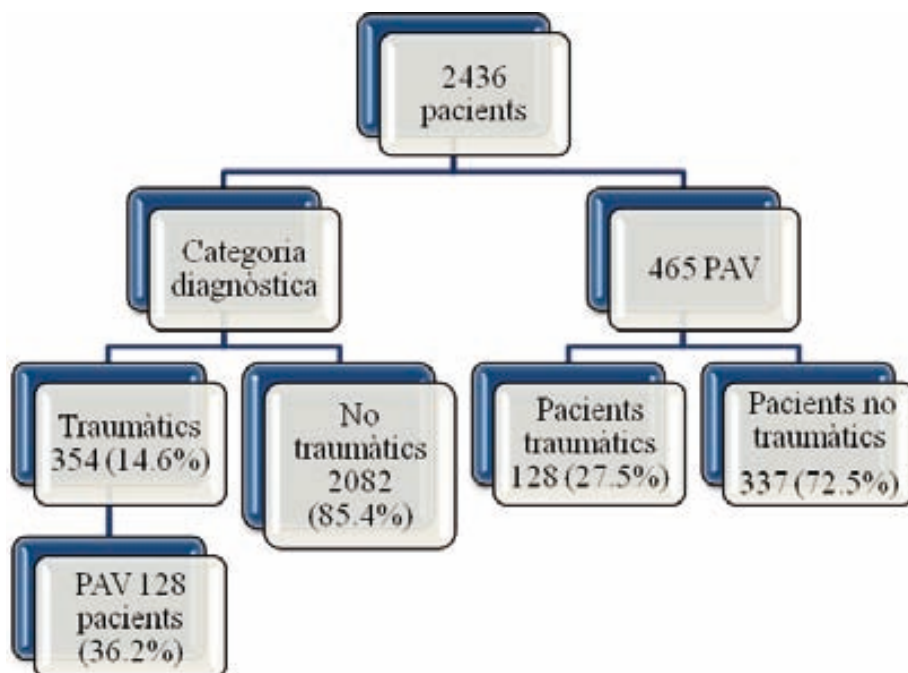 2436
pacients
Categoria
diagnòstica
465 PAV
Traumàtics
354 (14.6%)
No
traumàtics
2082
(85.4%)
Pacients
traumàtics
128 (27.5%)
Pacients no
traumàtics
337 (72.5%)
PAV 128
pacients
(36.2%)